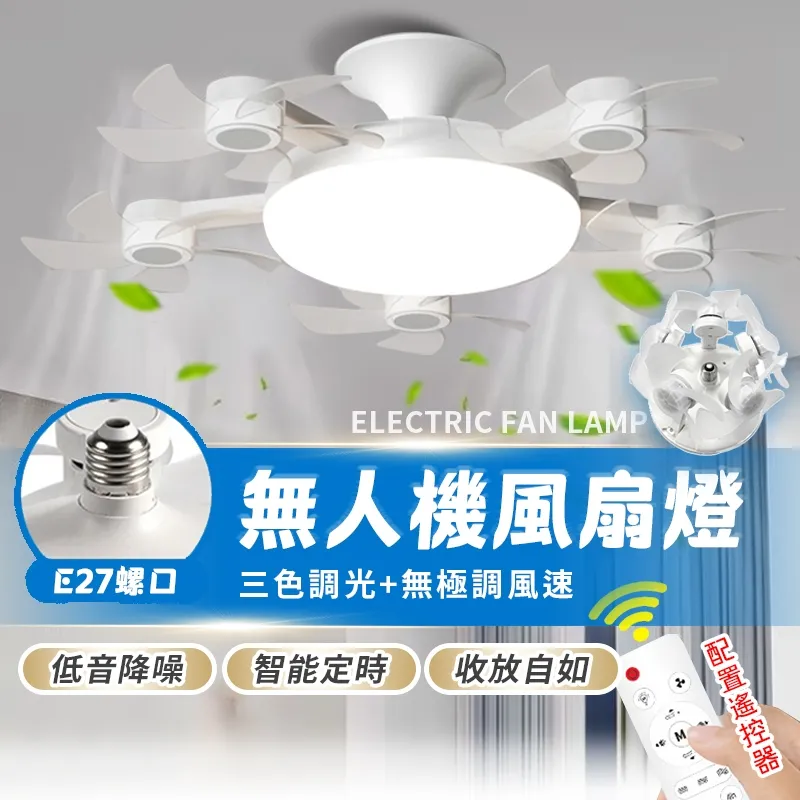 ELECTRIC FAN LAMP
無人機風扇燈
E27螺口
三色調光+無極調風速
低音降噪
智能定時
收放自如
配置遙控器
M